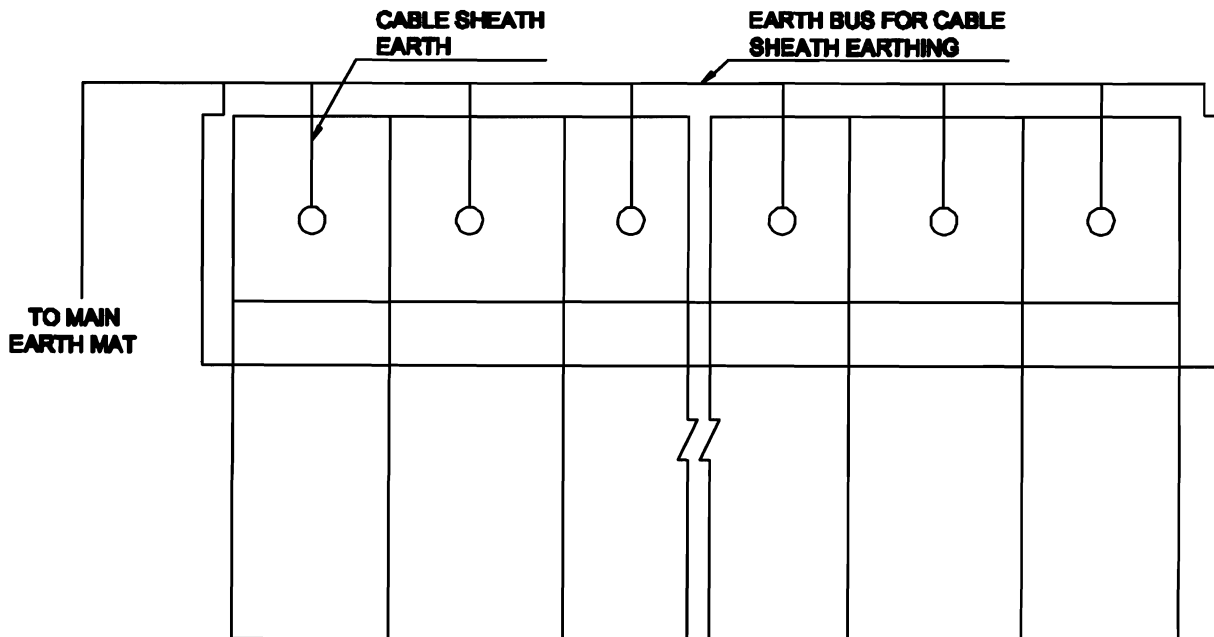 CABLE SHEATH
EARTH
EARTH BUS FOR CABLE
SHEATH EARTHING
TO MAIN
EARTH MAT